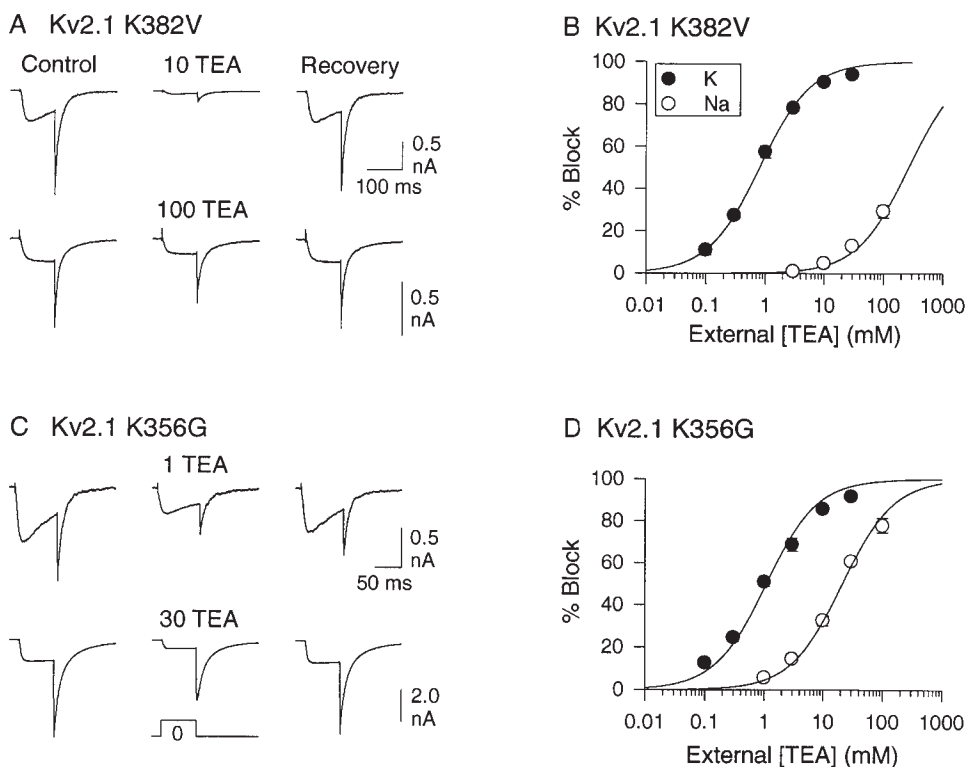 A Kv2.1 K382V
Control
10 TEA
Recovery
0.5
nA
100 ms
100 TEA
0.5
nA
B Kv2.1 K382V
100
80
60
40
20
0
% Block
K
Na
0.01 0.1 1 10 100 1000
External [TEA] (mM)
C Kv2.1 K356G
1 TEA
0.5
nA
50 ms
30 TEA
2.0
nA
0
D Kv2.1 K356G
100
80
60
40
20
0
% Block
0.01 0.1 1 10 100 1000
External [TEA] (mM)